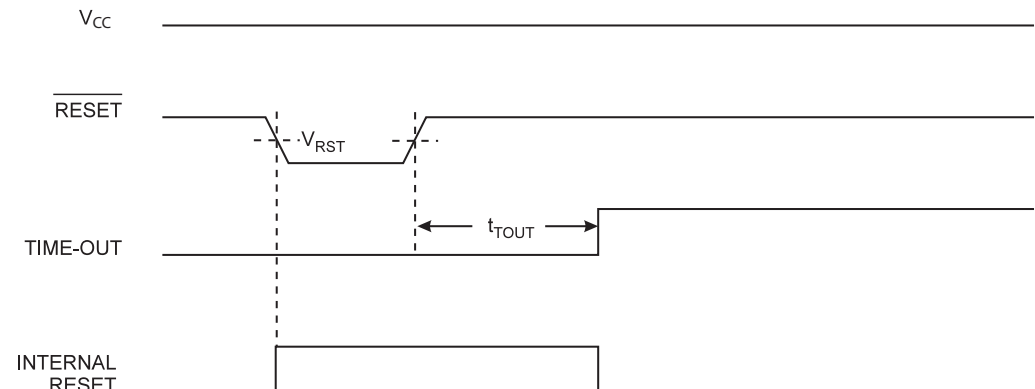 VCC
RESET
VRST
tTOUT
TIME-OUT
INTERNAL
RESET